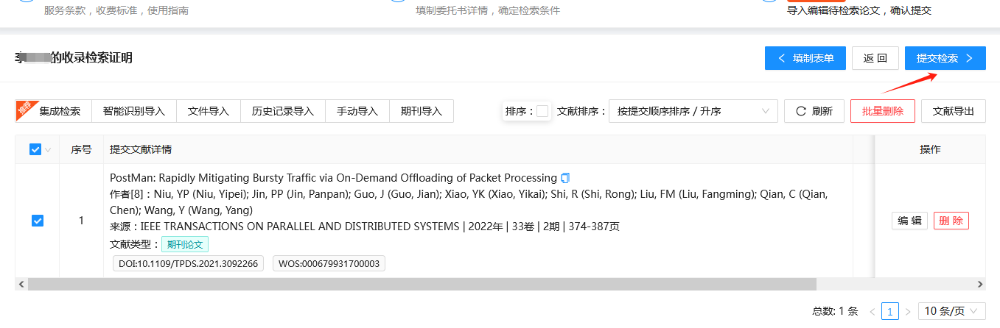 服务条款，收费标准，使用指南
填制委托书详情，确定检索条件
导入编辑待检索论文，确认提交
的收录检索证明
填制表单
返 回
提交检索
推荐
集成检索
智能识别导入
文件导入
历史记录导入
手动导入
期刊导入
排序：
文献排序：
按提交顺序排序 / 升序
刷新
批量删除
文献导出
序号
提交文献详情
操作
1
PostMan: Rapidly Mitigating Bursty Traffic via On-Demand Offloading of Packet Processing
作者[8]：Niu, YP (Niu, Yipei); Jin, PP (Jin, Panpan); Guo, J (Guo, Jian); Xiao, YK (Xiao, Yikai); Shi, R (Shi, Rong); Liu, FM (Liu, Fangming); Qian, C (Qian,
Chen); Wang, Y (Wang, Yang)
来源：IEEE TRANSACTIONS ON PARALLEL AND DISTRIBUTED SYSTEMS | 2022年 | 33卷 | 2期 | 374-387页
文献类型：
期刊论文
DOI:10.1109/TPDS.2021.3092266
WOS:000679931700003
编 辑
删 除
总数: 1 条
1
10 条/页